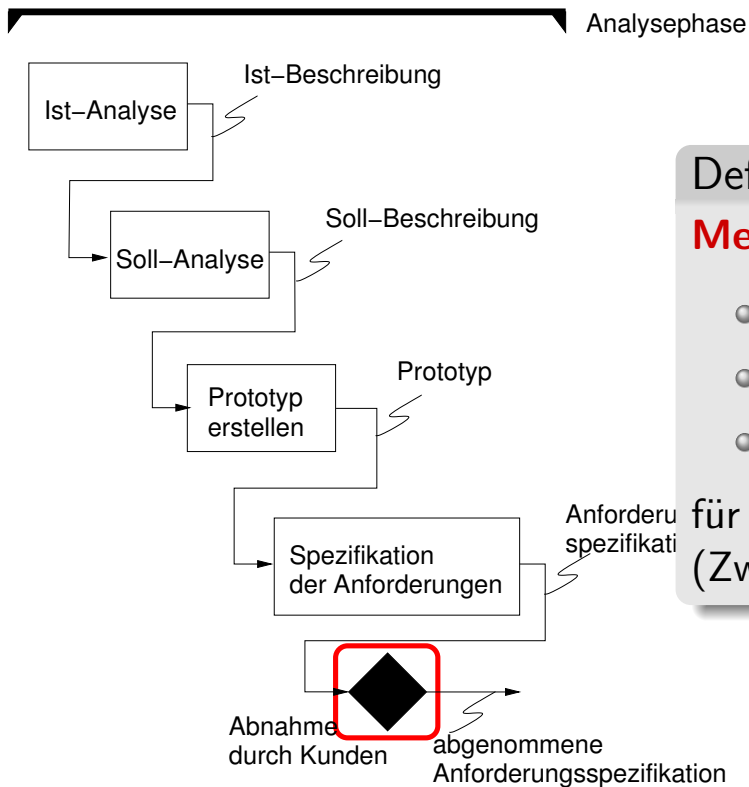 Analysephase
Ist–Beschreibung
Ist–Analyse
Soll–Beschreibung
Soll–Analyse
Prototyp
Prototyp
erstellen
Spezifikation
der Anforderungen
Abnahme
durch Kunden
abgenommene
Anforderungsspezifikation
für